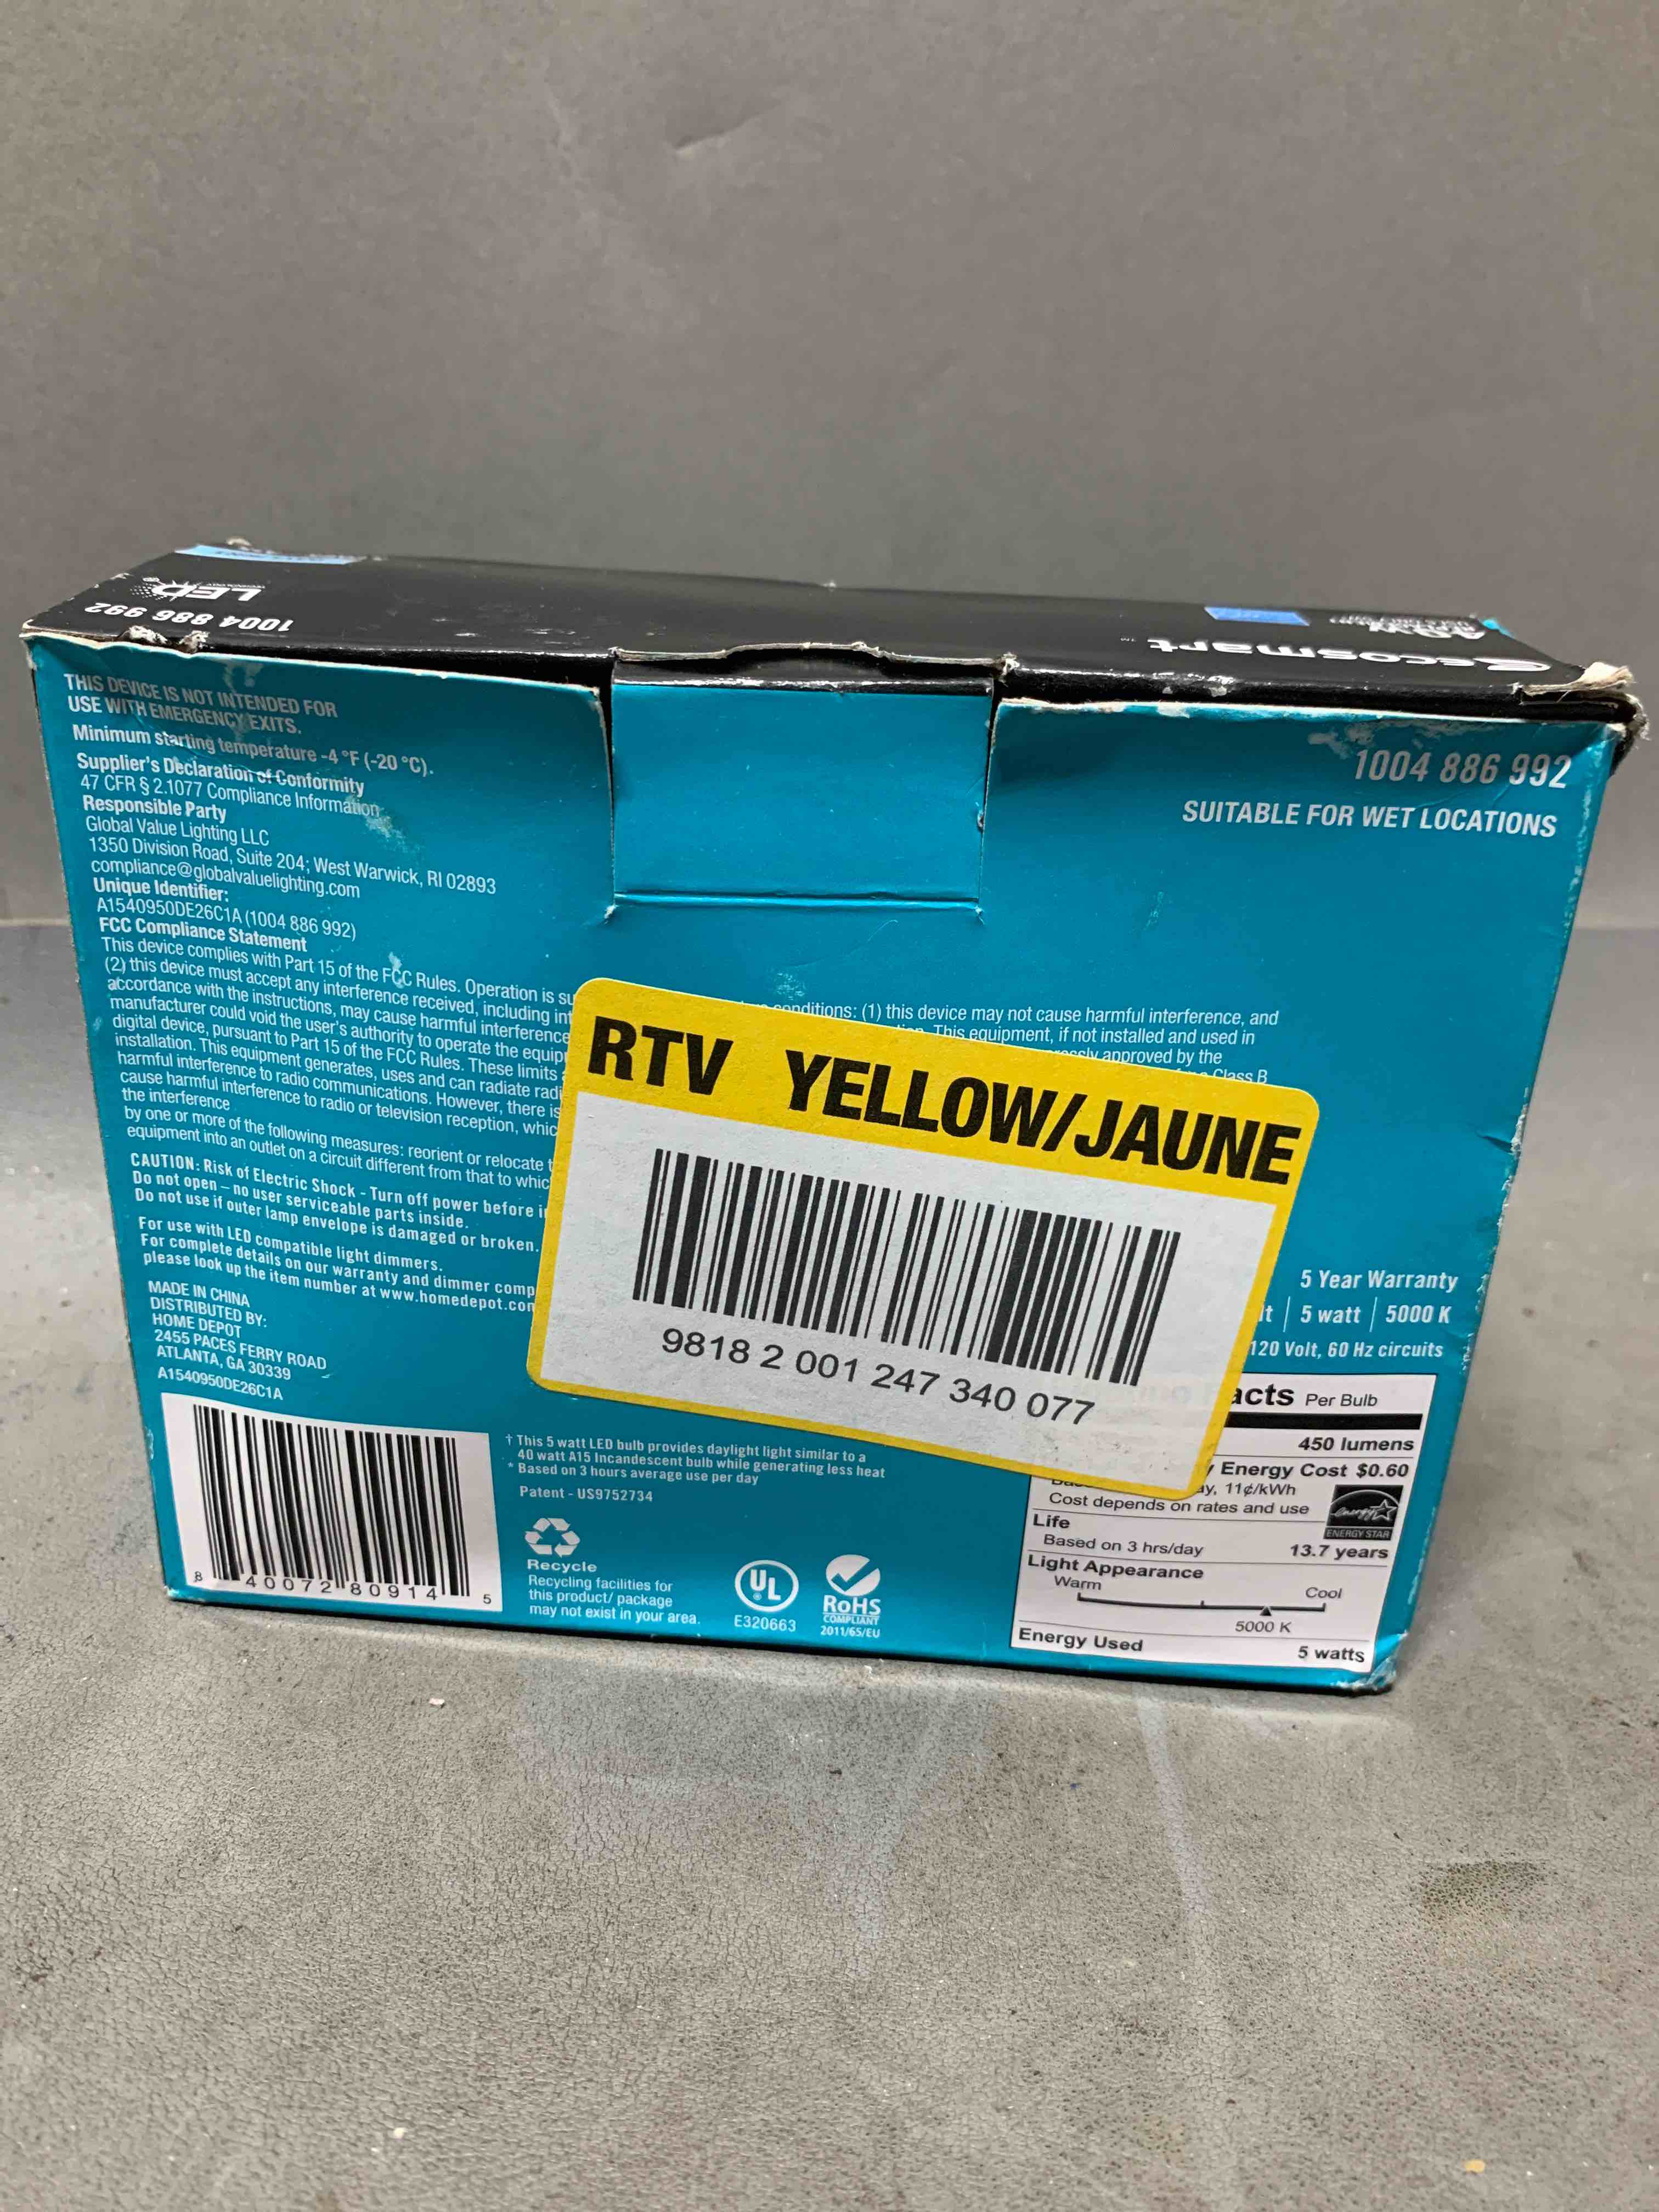 LED
1004 886 992
40W
ecosmart
THIS DEVICE IS NOT INTENDED FOR
USE WITH EMERGENCY EXITS.
Minimum starting temperature -4 °F (-20 °C).
Supplier's Declaration of Conformity
47 CFR § 2.1077 Compliance Information
Responsible Party
Global Value Lighting LLC
1350 Division Road, Suite 204; West Warwick, RI 02893
compliance@globalvaluelighting.com
Unique Identifier:
A1540950DE26C1A (1004 886 992)
FCC Compliance Statement
This device complies with Part 15 of the FCC Rules. Operation is su conditions: (1) this device may not cause harmful interference, and
(2) this device must accept any interference received, including int This equipment, if not installed and used in
accordance with the instructions, may cause harmful interference approved by the
manufacturer could void the user's authority to operate the equip Class B
digital device, pursuant to Part 15 of the FCC Rules. These limits
installation. This equipment generates, uses and can radiate radi
harmful interference to radio communications. However, there is
cause harmful interference to radio or television reception, whic
the interference
by one or more of the following measures: reorient or relocate t
equipment into an outlet on a circuit different from that to whic
CAUTION: Risk of Electric Shock - Turn off power before i
Do not open – no user serviceable parts inside.
Do not use if outer lamp envelope is damaged or broken.
For use with LED compatible light dimmers.
For complete details on our warranty and dimmer comp
please look up the item number at www.homedepot.com
MADE IN CHINA
DISTRIBUTED BY:
HOME DEPOT
2455 PACES FERRY ROAD
ATLANTA, GA 30339
A1540950DE26C1A
8 40072 80914 5
1004 886 992
SUITABLE FOR WET LOCATIONS
RTV YELLOW/JAUNE
9818 2 001 247 340 077
5 Year Warranty
lt | 5 watt | 5000 K
120 Volt, 60 Hz circuits
† This 5 watt LED bulb provides daylight light similar to a
40 watt A15 Incandescent bulb while generating less heat
* Based on 3 hours average use per day
Patent - US9752734
Recycle
Recycling facilities for
this product/ package
may not exist in your area.
UL
E320663
RoHS
COMPLIANT
2011/65/EU
acts Per Bulb
450 lumens
y Energy Cost $0.60
ay, 11¢/kWh
Cost depends on rates and use
energy
ENERGY STAR
Life
Based on 3 hrs/day 13.7 years
Light Appearance
Warm Cool
5000 K
Energy Used 5 watts